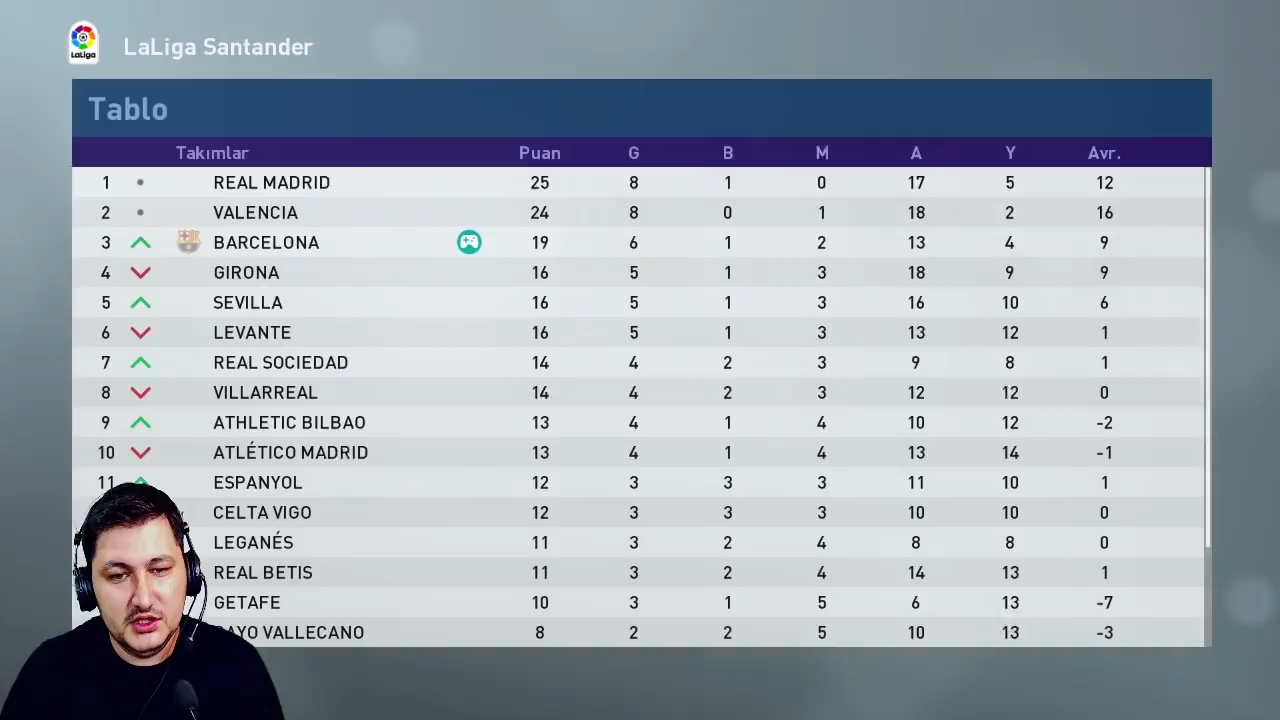 LaLiga
LaLiga Santander
Tablo
Takımlar Puan G B M A Y Avr.
1 REAL MADRID 25 8 1 0 17 5 12
2 VALENCIA 24 8 0 1 18 2 16
3 BARCELONA 19 6 1 2 13 4 9
4 GIRONA 16 5 1 3 18 9 9
5 SEVILLA 16 5 1 3 16 10 6
6 LEVANTE 16 5 1 3 13 12 1
7 REAL SOCIEDAD 14 4 2 3 9 8 1
8 VILLARREAL 14 4 2 3 12 12 0
9 ATHLETIC BILBAO 13 4 1 4 10 12 -2
10 ATLÉTICO MADRID 13 4 1 4 13 14 -1
11 ESPANYOL 12 3 3 3 11 10 1
CELTA VIGO 12 3 3 3 10 10 0
LEGANÉS 11 3 2 4 8 8 0
REAL BETIS 11 3 2 4 14 13 1
GETAFE 10 3 1 5 6 13 -7
RAYO VALLECANO 8 2 2 5 10 13 -3